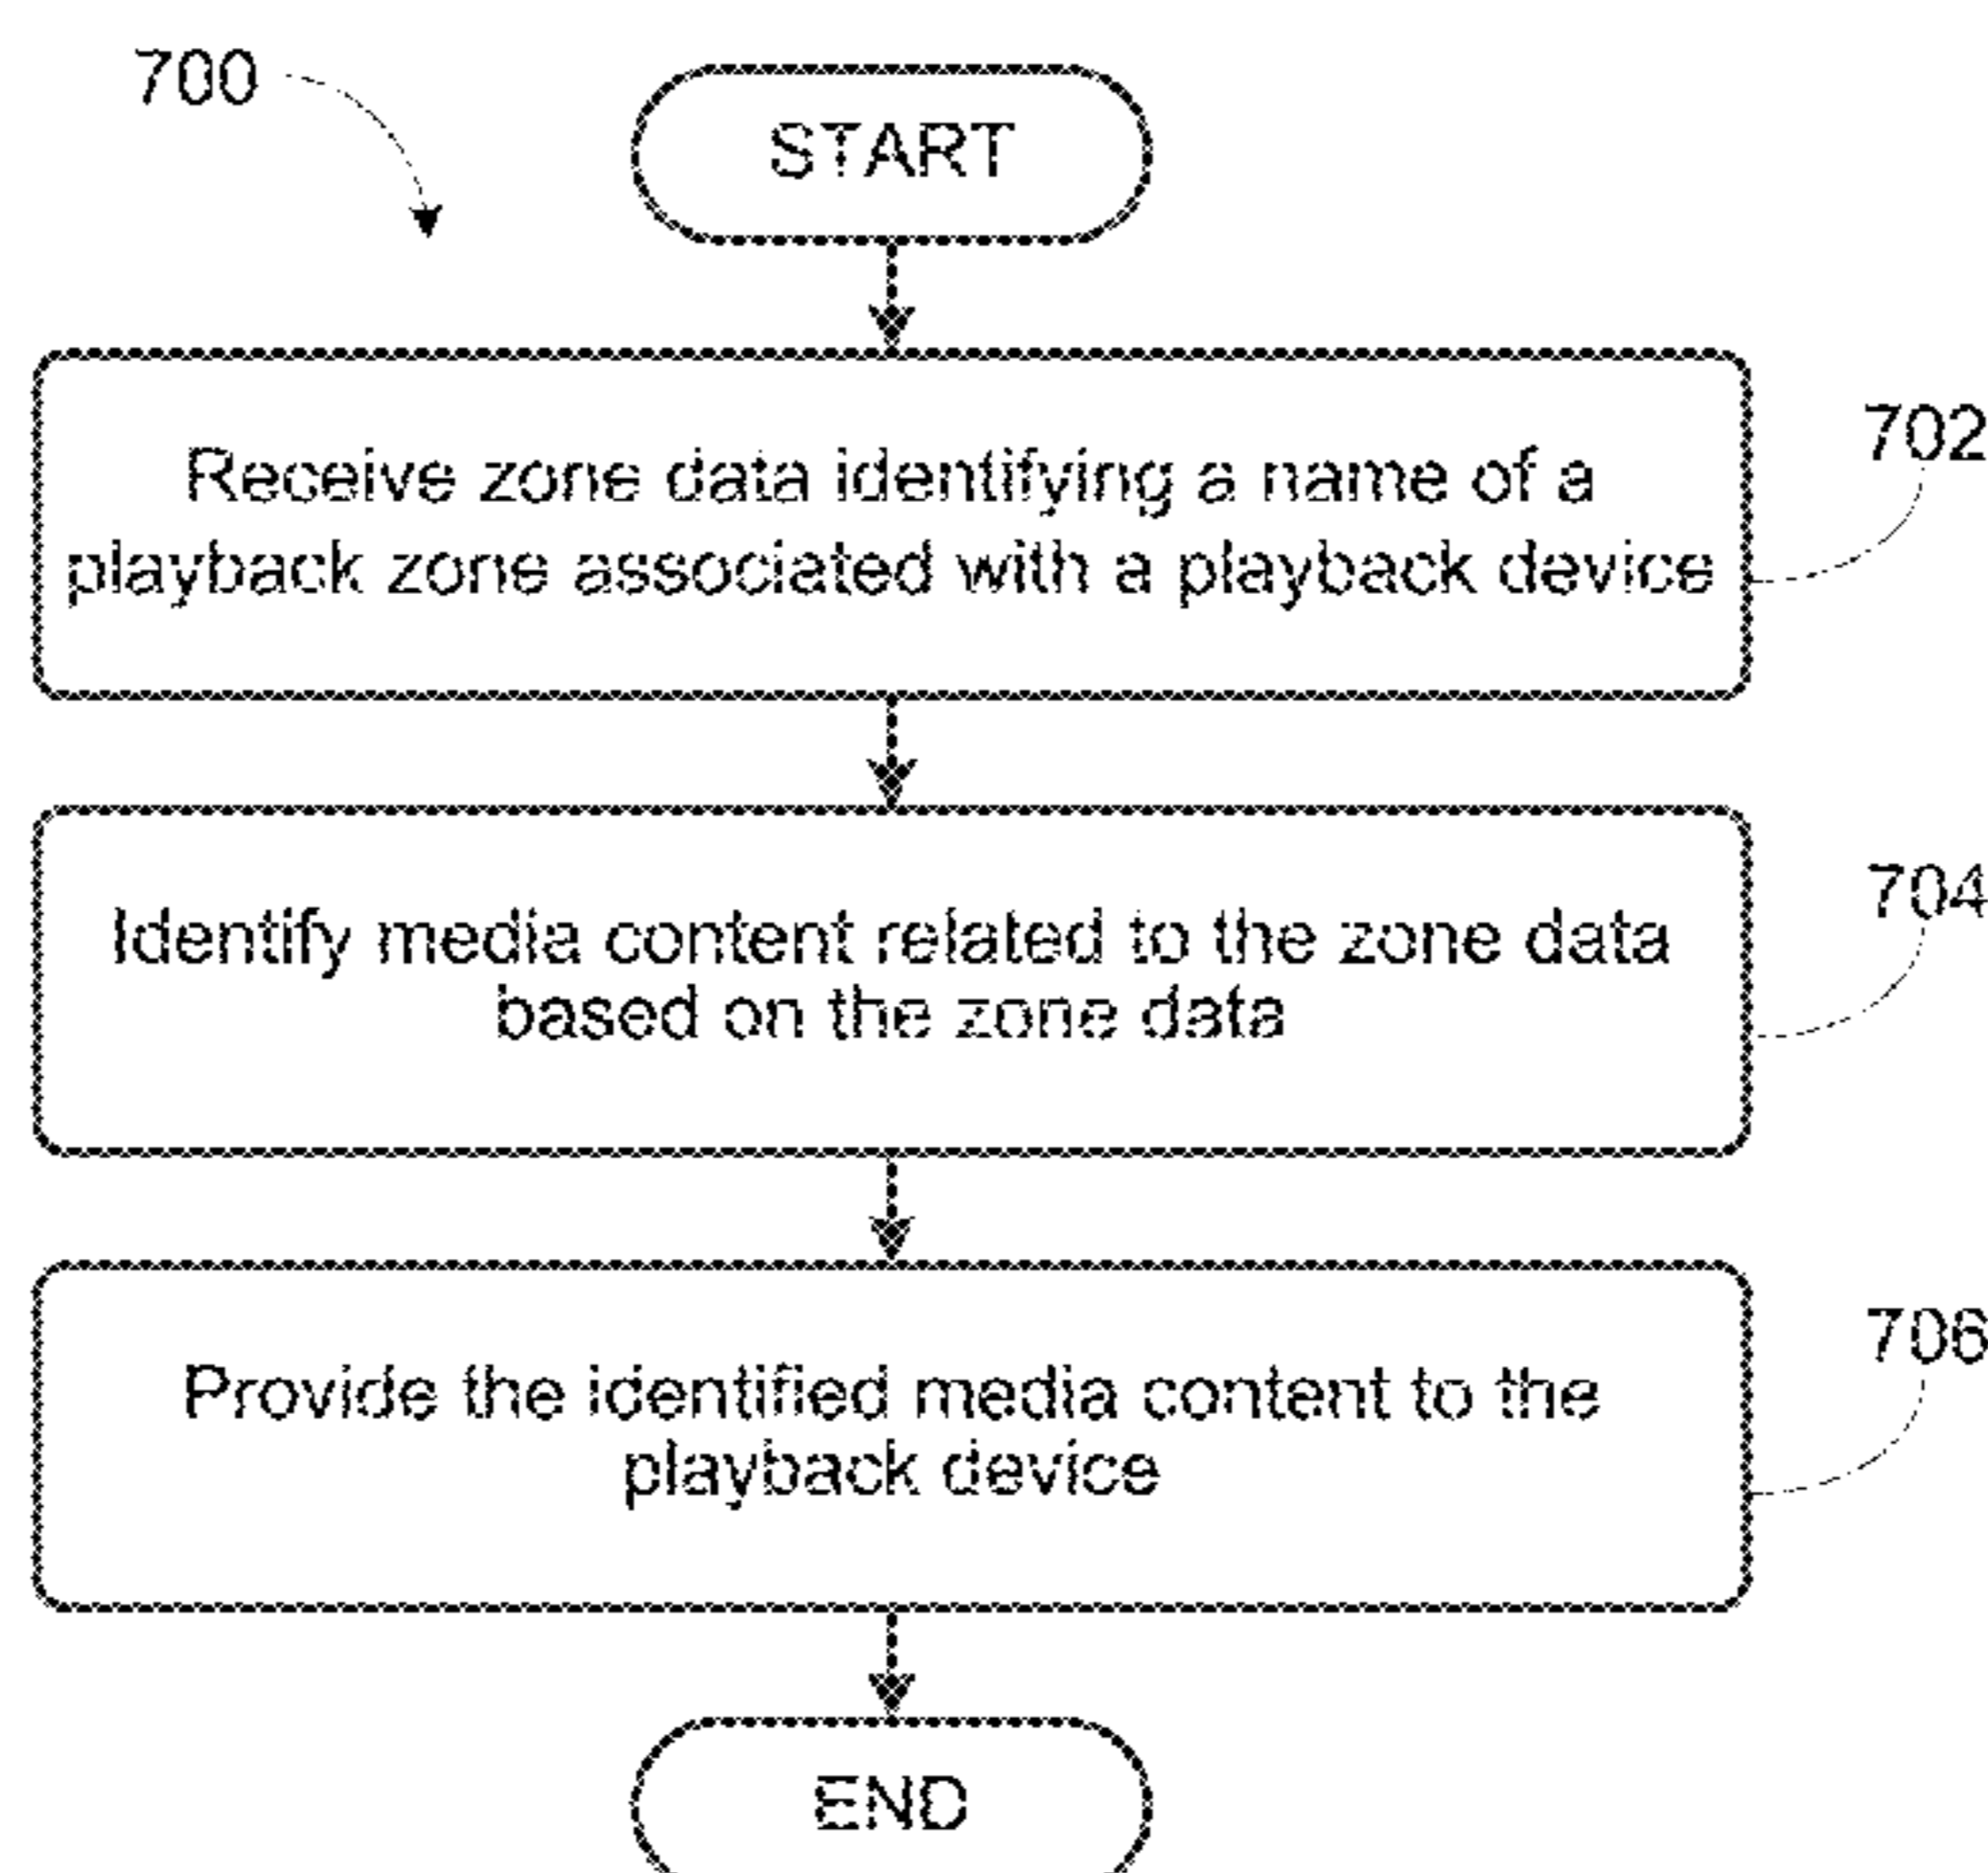 700
START
Receive zone data identifying a name of a
playback zone associated with a playback device
702
Identify media content related to the zone data
based on the zone data
704
Provide the identified media content to the
playback device
706
END